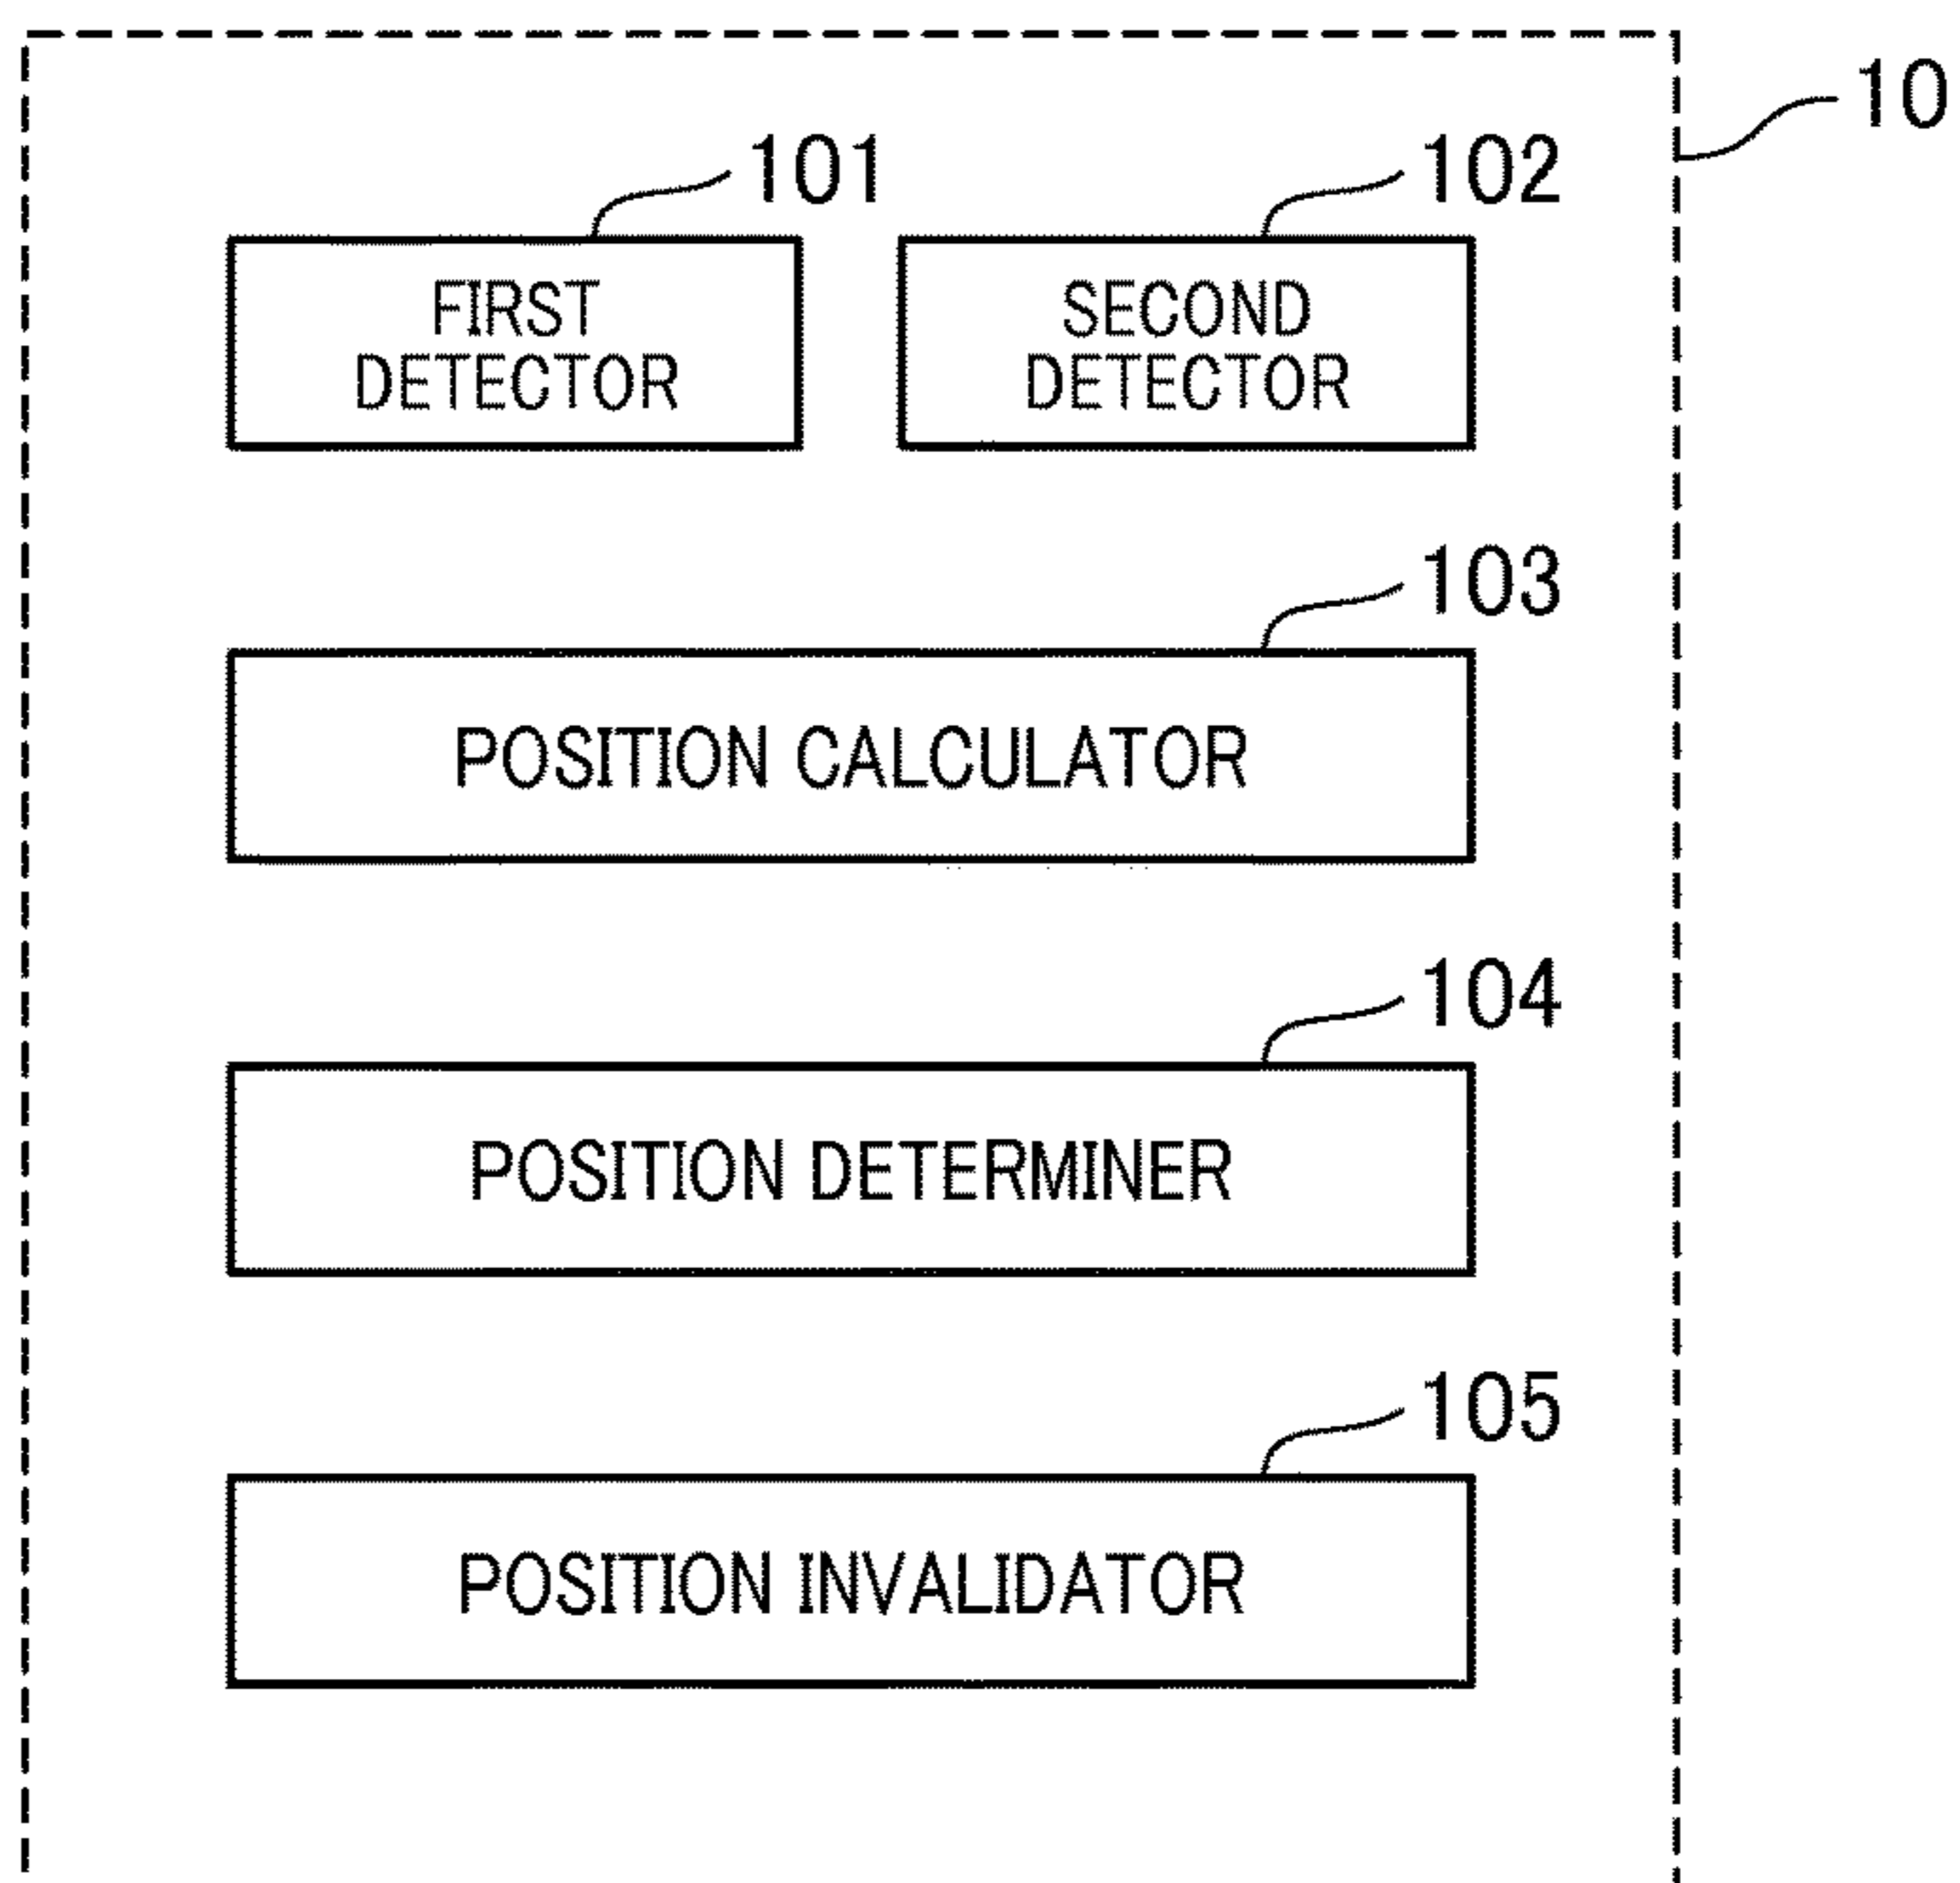 10
101
102
FIRST
DETECTOR
SECOND
DETECTOR
103
POSITION CALCULATOR
104
POSITION DETERMINER
105
POSITION INVALIDATOR